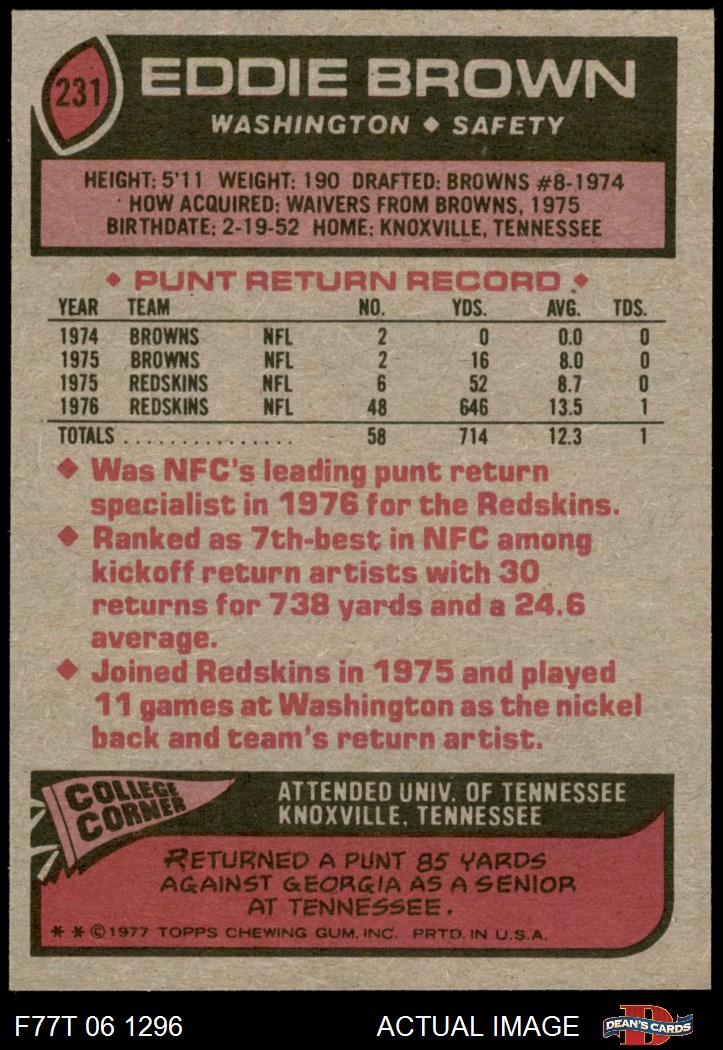 231
EDDIE BROWN
WASHINGTON ◆ SAFETY
HEIGHT: 5'11 WEIGHT: 190 DRAFTED: BROWNS #8-1974
HOW ACQUIRED: WAIVERS FROM BROWNS, 1975
BIRTHDATE: 2-19-52 HOME: KNOXVILLE, TENNESSEE
◆ PUNT RETURN RECORD ◆
YEAR TEAM NO. YDS. AVG. TDS.
1974 BROWNS NFL 2 0 0.0 0
1975 BROWNS NFL 2 16 8.0 0
1975 REDSKINS NFL 6 52 8.7 0
1976 REDSKINS NFL 48 646 13.5 1
TOTALS ................ 58 714 12.3 1
◆ Was NFC's leading punt return
specialist in 1976 for the Redskins.
◆ Ranked as 7th-best in NFC among
kickoff return artists with 30
returns for 738 yards and a 24.6
average.
◆ Joined Redskins in 1975 and played
11 games at Washington as the nickel
back and team's return artist.
COLLEGE
CORNER
ATTENDED UNIV. OF TENNESSEE
KNOXVILLE, TENNESSEE
RETURNED A PUNT 85 YARDS
AGAINST GEORGIA AS A SENIOR
AT TENNESSEE.
* * © 1977 TOPPS CHEWING GUM, INC. PRTD. IN U.S.A.
F77T 06 1296 ACTUAL IMAGE
D
DEAN'S CARDS